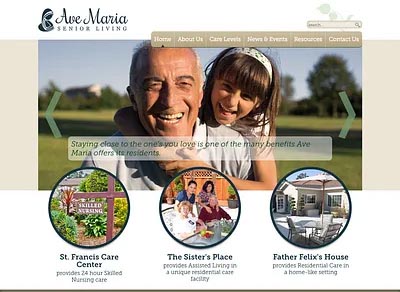 Ave Maria
SENIOR LIVING
search...
Home About Us Care Levels News & Events Resources Contact Us
Staying close to the one's you love is one of the many benefits Ave
Maria offers its residents.
SKILLED
NURSING
St. Francis Care
Center
provides 24 hour Skilled
Nursing care
The Sister's Place
provides Assisted Living in
a unique residential care
facility
Father Felix's House
provides Residential Care in
a home-like setting